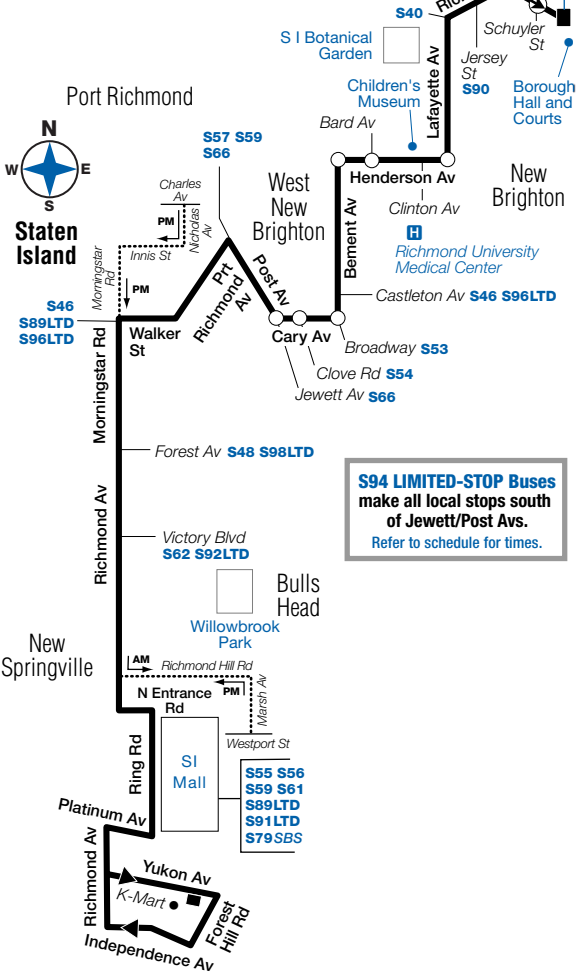 S40
Schuyler
St
S I Botanical
Garden
Jersey
St
S90
Borough
Hall and
Courts
Lafayette Av
Children's
Museum
Port Richmond
Bard Av
N
W
E
S
S57 S59
S66
Henderson Av
New
Brighton
West
New
Brighton
Charles
Av
PM
Nicholas
Av
Clinton Av
Staten
Island
Innis St
H
Richmond University
Medical Center
Bement Av
Morningstar
Rd
PM
Post Av
Prt
Richmond
Av
Castleton Av S46 S96LTD
S46
S89LTD
S96LTD
Walker
St
Cary Av
Broadway S53
Clove Rd S54
Jewett Av S66
Morningstar Rd
Forest Av S48 S98LTD
S94 LIMITED-STOP Buses
make all local stops south
of Jewett/Post Avs.
Refer to schedule for times.
Richmond Av
Victory Blvd
S62 S92LTD
Bulls
Head
Willowbrook
Park
New
Springville
AM
Richmond Hill Rd
PM
N Entrance
Rd
Marsh Av
Westport St
Ring Rd
SI
Mall
S55 S56
S59 S61
S89LTD
S91LTD
S79SBS
Platinum Av
Richmond Av
Yukon Av
K-Mart
Forest
Hill Rd
Independence Av